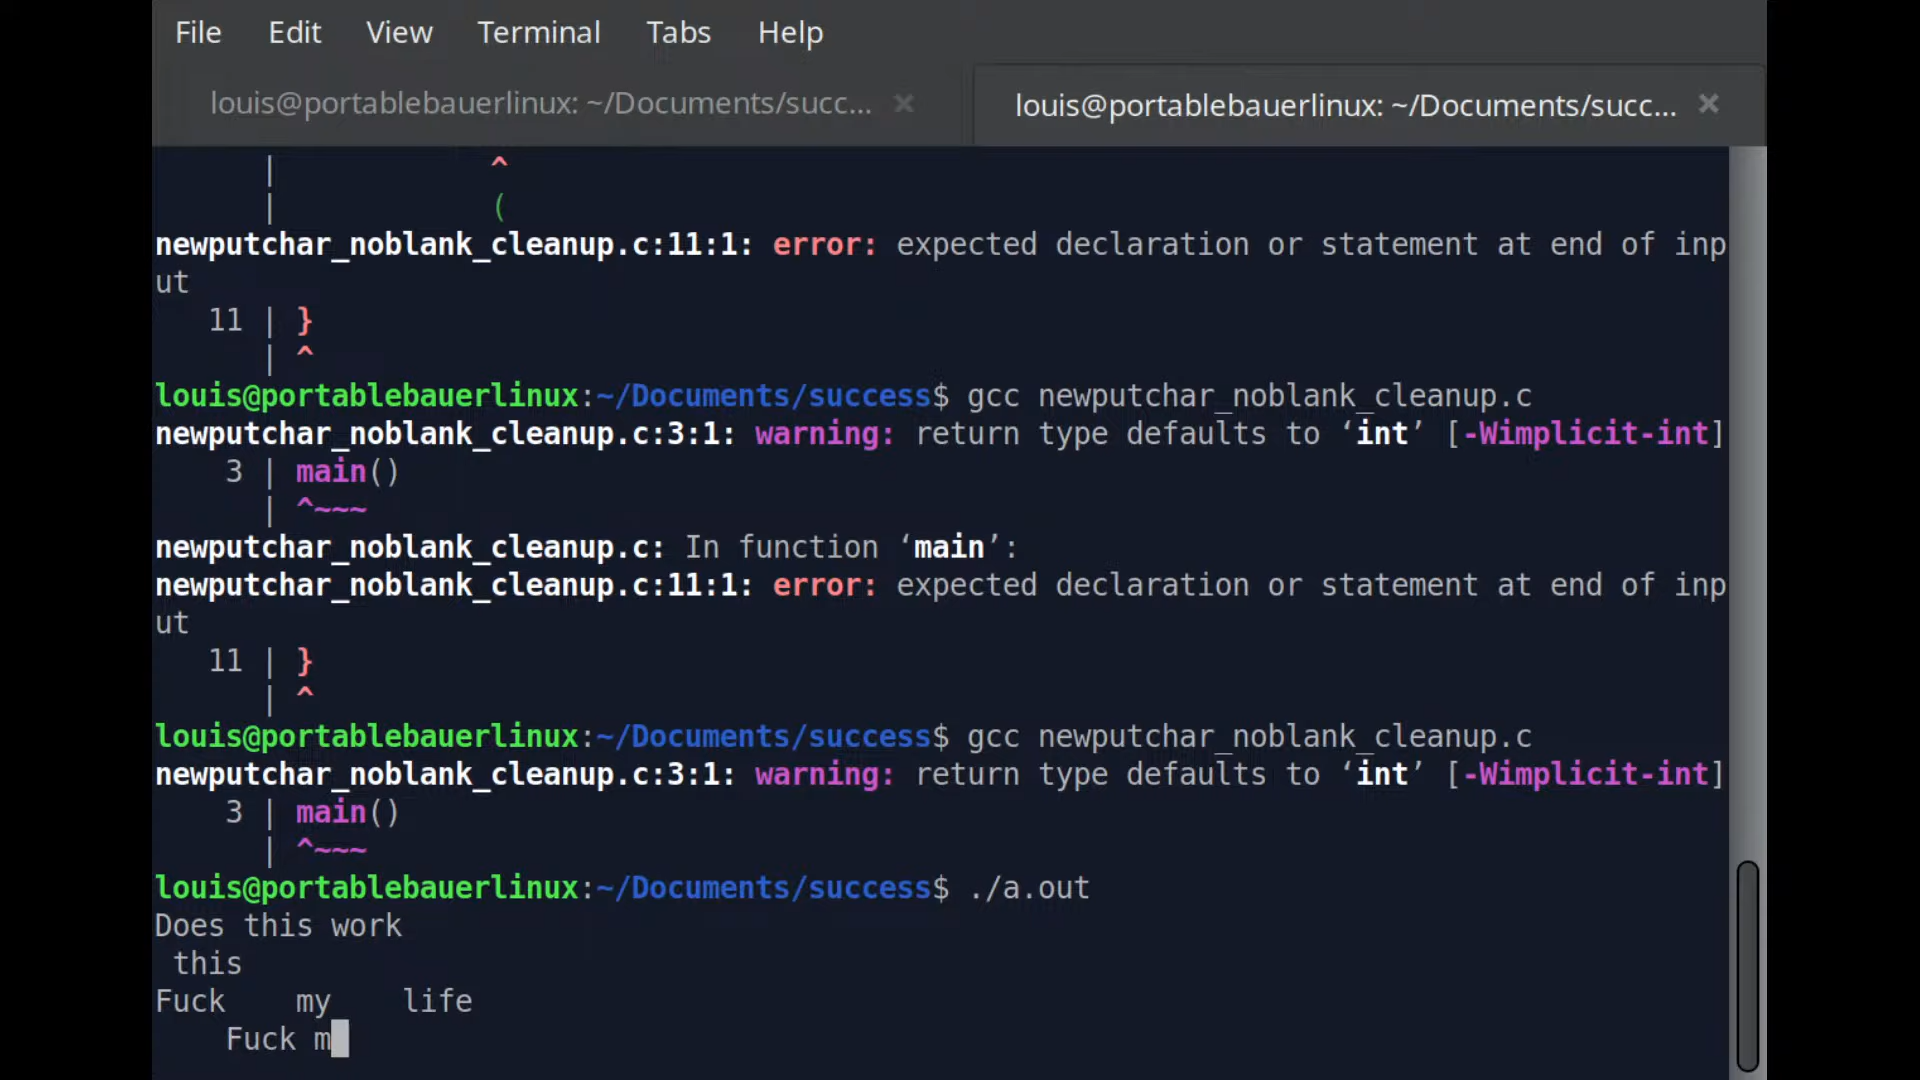 File Edit View Terminal Tabs Help
louis@portablebauerlinux: ~/Documents/succ... × louis@portablebauerlinux: ~/Documents/succ... ×
| ^
| (
newputchar_noblank_cleanup.c:11:1: error: expected declaration or statement at end of inp
ut
11 | }
| ^
louis@portablebauerlinux:~/Documents/success$ gcc newputchar_noblank_cleanup.c
newputchar_noblank_cleanup.c:3:1: warning: return type defaults to ‘int’ [-Wimplicit-int]
3 | main()
| ^~~~
newputchar_noblank_cleanup.c: In function ‘main’:
newputchar_noblank_cleanup.c:11:1: error: expected declaration or statement at end of inp
ut
11 | }
| ^
louis@portablebauerlinux:~/Documents/success$ gcc newputchar_noblank_cleanup.c
newputchar_noblank_cleanup.c:3:1: warning: return type defaults to ‘int’ [-Wimplicit-int]
3 | main()
| ^~~~
louis@portablebauerlinux:~/Documents/success$ ./a.out
Does this work
this
Fuck    my    life
Fuck m